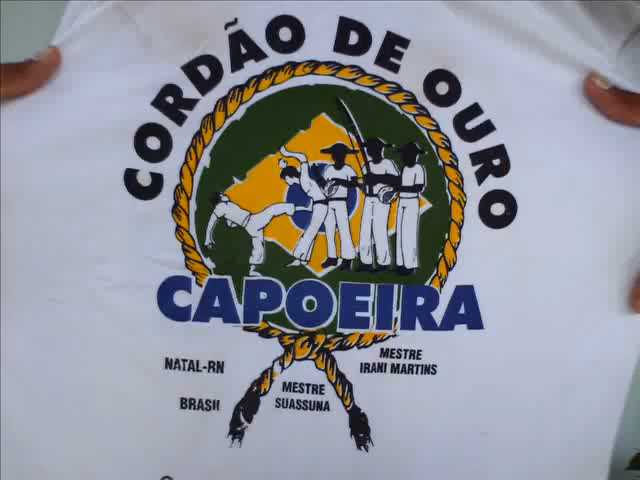 CORDÃO DE OURO
CAPOEIRA
NATAL-RN
MESTRE
IRANI MARTINS
BRASIL
MESTRE
SUASSUNA